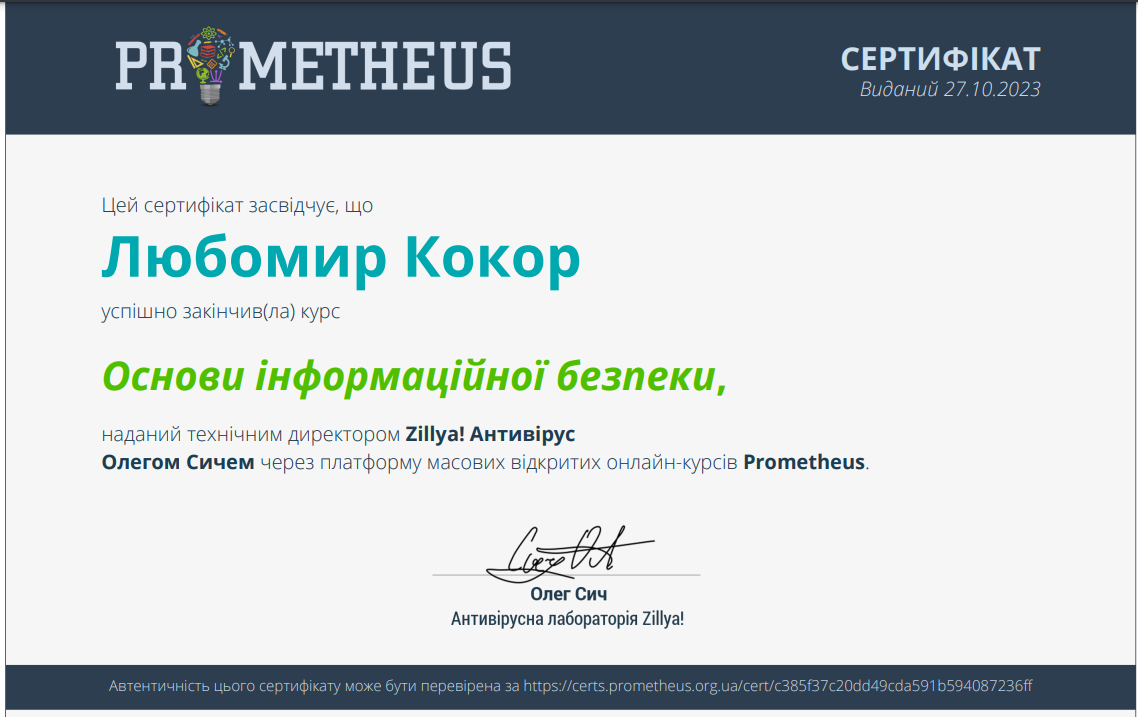 PROMETHEUS
СЕРТИФІКАТ
Виданий 27.10.2023
Цей сертифікат засвідчує, що
Любомир Кокор
успішно закінчив(ла) курс
Основи інформаційної безпеки,
наданий технічним директором Zillya! Антивірус
Олегом Сичем через платформу масових відкритих онлайн-курсів Prometheus.
Олег Сич
Антивірусна лабораторія Zillya!
Автентичність цього сертифікату може бути перевірена за https://certs.prometheus.org.ua/cert/c385f37c20dd49cda591b594087236ff